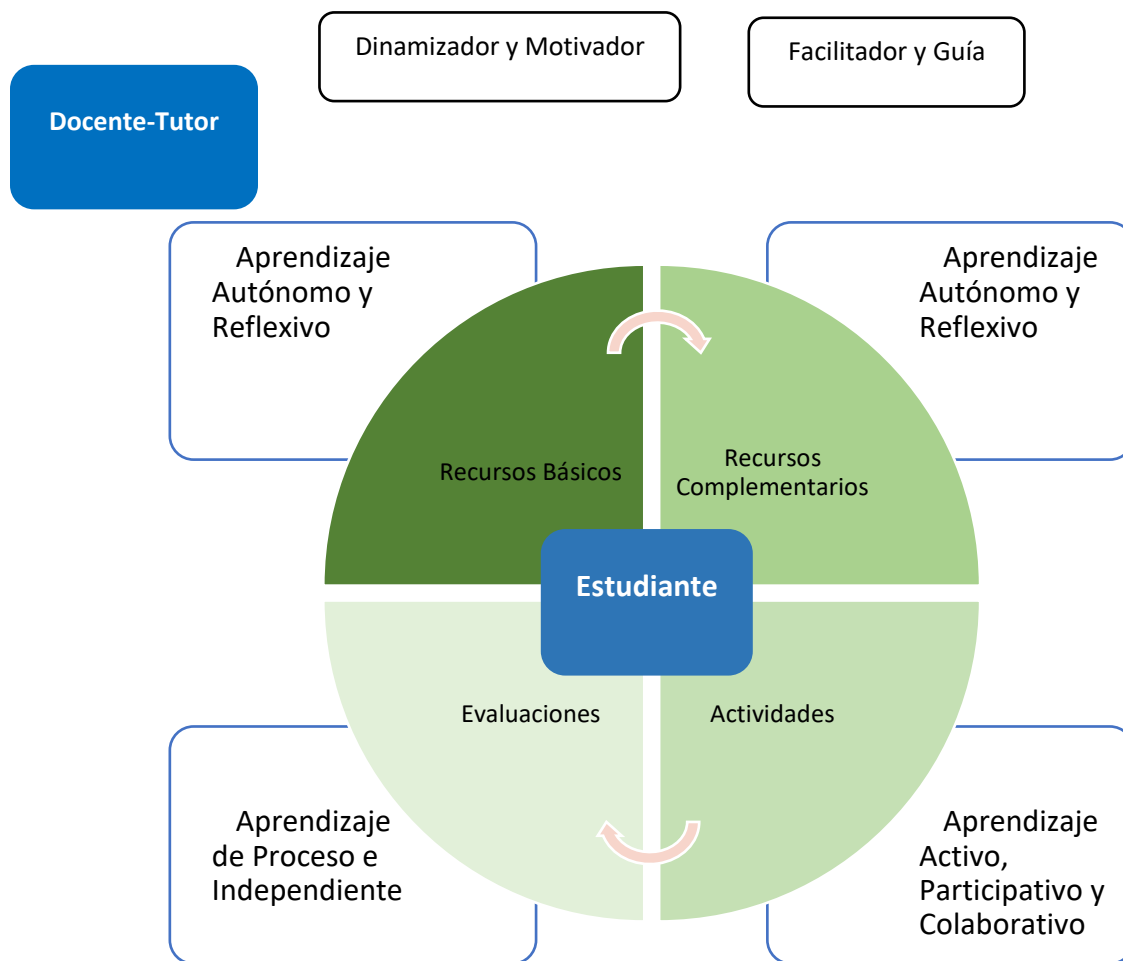 Dinamizador y Motivador
Facilitador y Guía
Docente-Tutor
Aprendizaje
Autónomo y
Reflexivo
Aprendizaje
Autónomo y
Reflexivo
Recursos Básicos
Recursos
Complementarios
Estudiante
Evaluaciones
Actividades
Aprendizaje
de Proceso e
Independiente
Aprendizaje
Activo,
Participativo y
Colaborativo